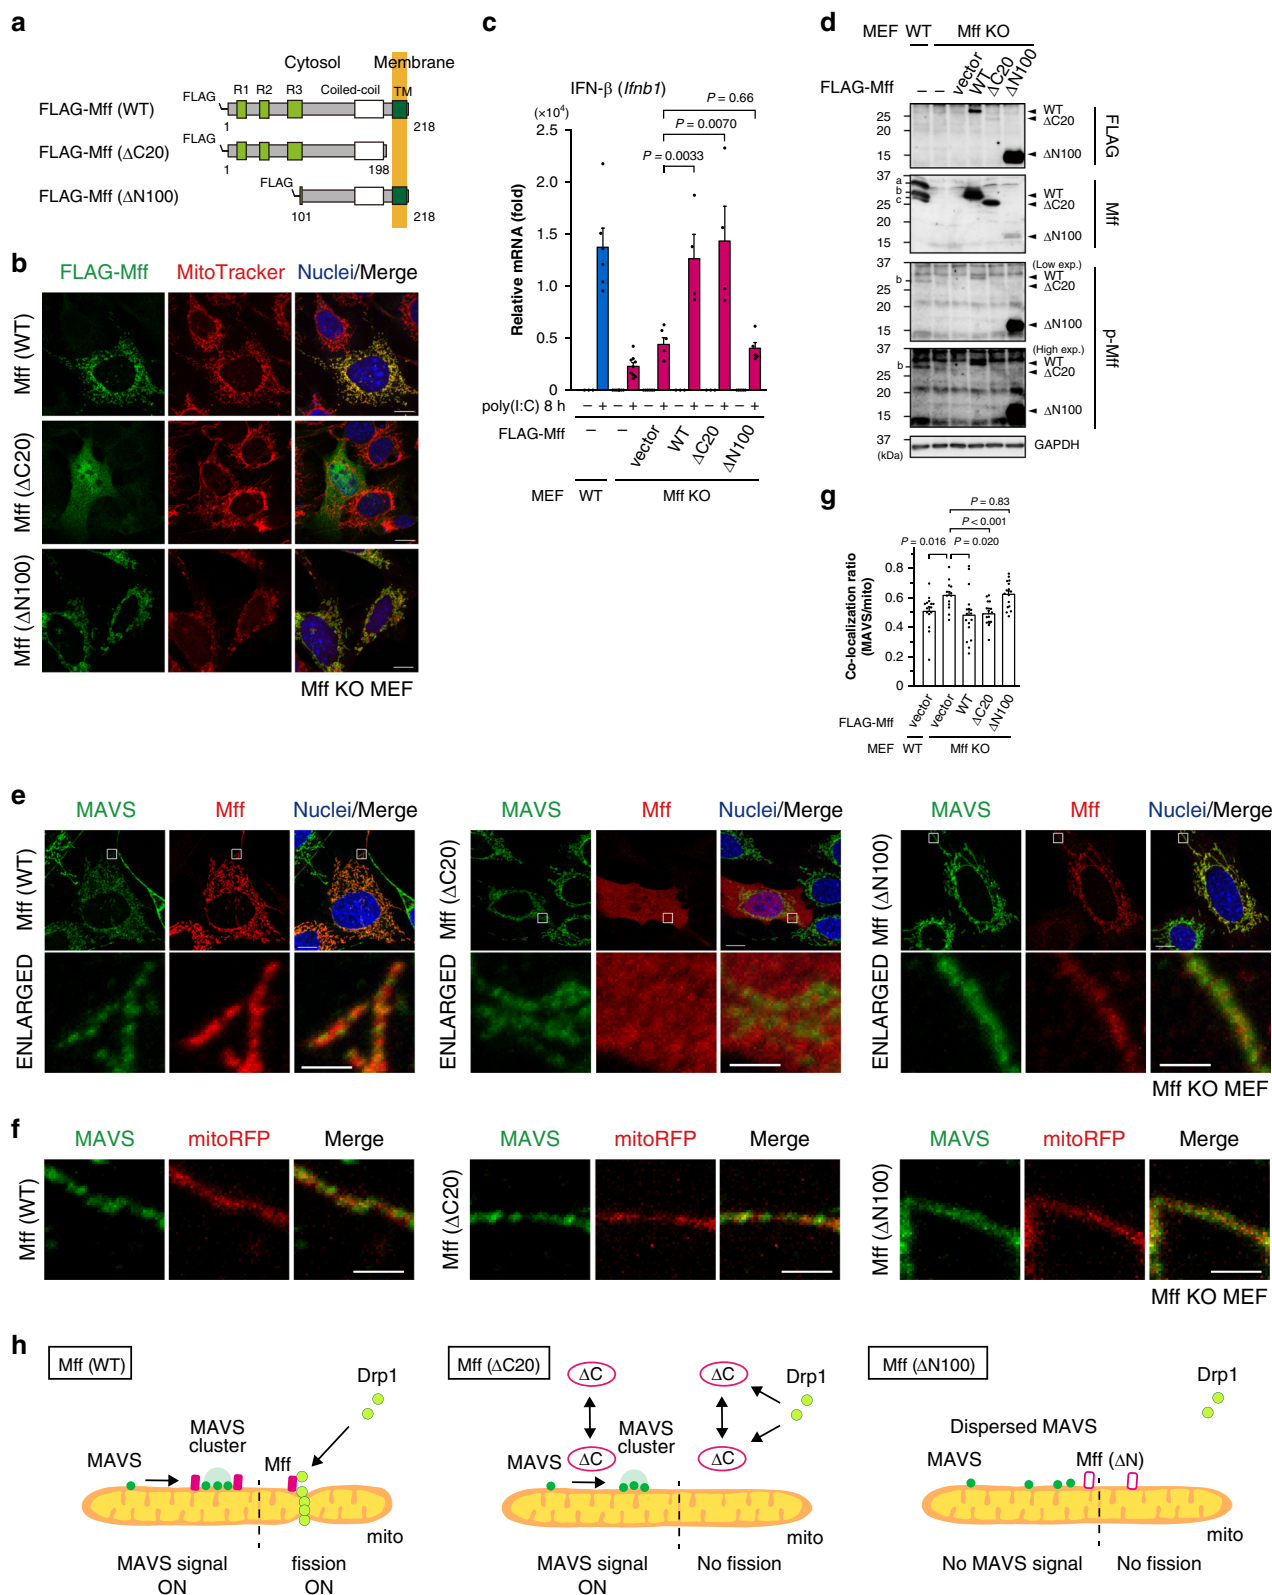 a
Cytosol Membrane
FLAG R1 R2 R3 Coiled-coil TM
FLAG-Mff (WT)
1 218
FLAG
FLAG-Mff (ΔC20)
1 198
FLAG
FLAG-Mff (ΔN100)
101 218
b
FLAG-Mff MitoTracker Nuclei/Merge
Mff (WT)
Mff (ΔC20)
Mff (ΔN100)
Mff KO MEF
c
IFN-β (Ifnb1)
(×10⁴)
P = 0.66
P = 0.0070
P = 0.0033
2.5
2.0
1.5
1.0
0.5
0
Relative mRNA (fold)
poly(I:C) 8 h – + – + – + – + – + – +
FLAG-Mff – – vector WT ΔC20 ΔN100
MEF WT Mff KO
d
MEF WT Mff KO
FLAG-Mff – – vector WT ΔC20 ΔN100
25
20
15
WT
ΔC20
ΔN100
FLAG
37
a
b
c
25
20
15
WT
ΔC20
ΔN100
Mff
37
b
25
20
15
(Low exp.)
WT
ΔC20
ΔN100
37
b
25
20
15
(High exp.)
WT
ΔC20
ΔN100
p-Mff
37
(kDa)
GAPDH
g
P = 0.83
P < 0.001
P = 0.016 P = 0.020
0.8
0.6
0.4
0.2
0
Co-localization ratio
(MAVS/mito)
FLAG-Mff vector vector WT ΔC20 ΔN100
MEF WT Mff KO
e
MAVS Mff Nuclei/Merge
Mff (WT)
ENLARGED
MAVS Mff Nuclei/Merge
Mff (ΔC20)
ENLARGED
MAVS Mff Nuclei/Merge
Mff (ΔN100)
ENLARGED
Mff KO MEF
f
MAVS mitoRFP Merge
Mff (WT)
MAVS mitoRFP Merge
Mff (ΔC20)
MAVS mitoRFP Merge
Mff (ΔN100)
Mff KO MEF
h
Mff (WT)
Drp1
MAVS
cluster
MAVS
Mff
mito
MAVS signal
ON
fission
ON
Mff (ΔC20)
ΔC
ΔC
Drp1
MAVS
cluster
MAVS
ΔC
ΔC
mito
MAVS signal
ON
No fission
Mff (ΔN100)
Drp1
Dispersed MAVS
MAVS
Mff (ΔN)
mito
No MAVS signal
No fission